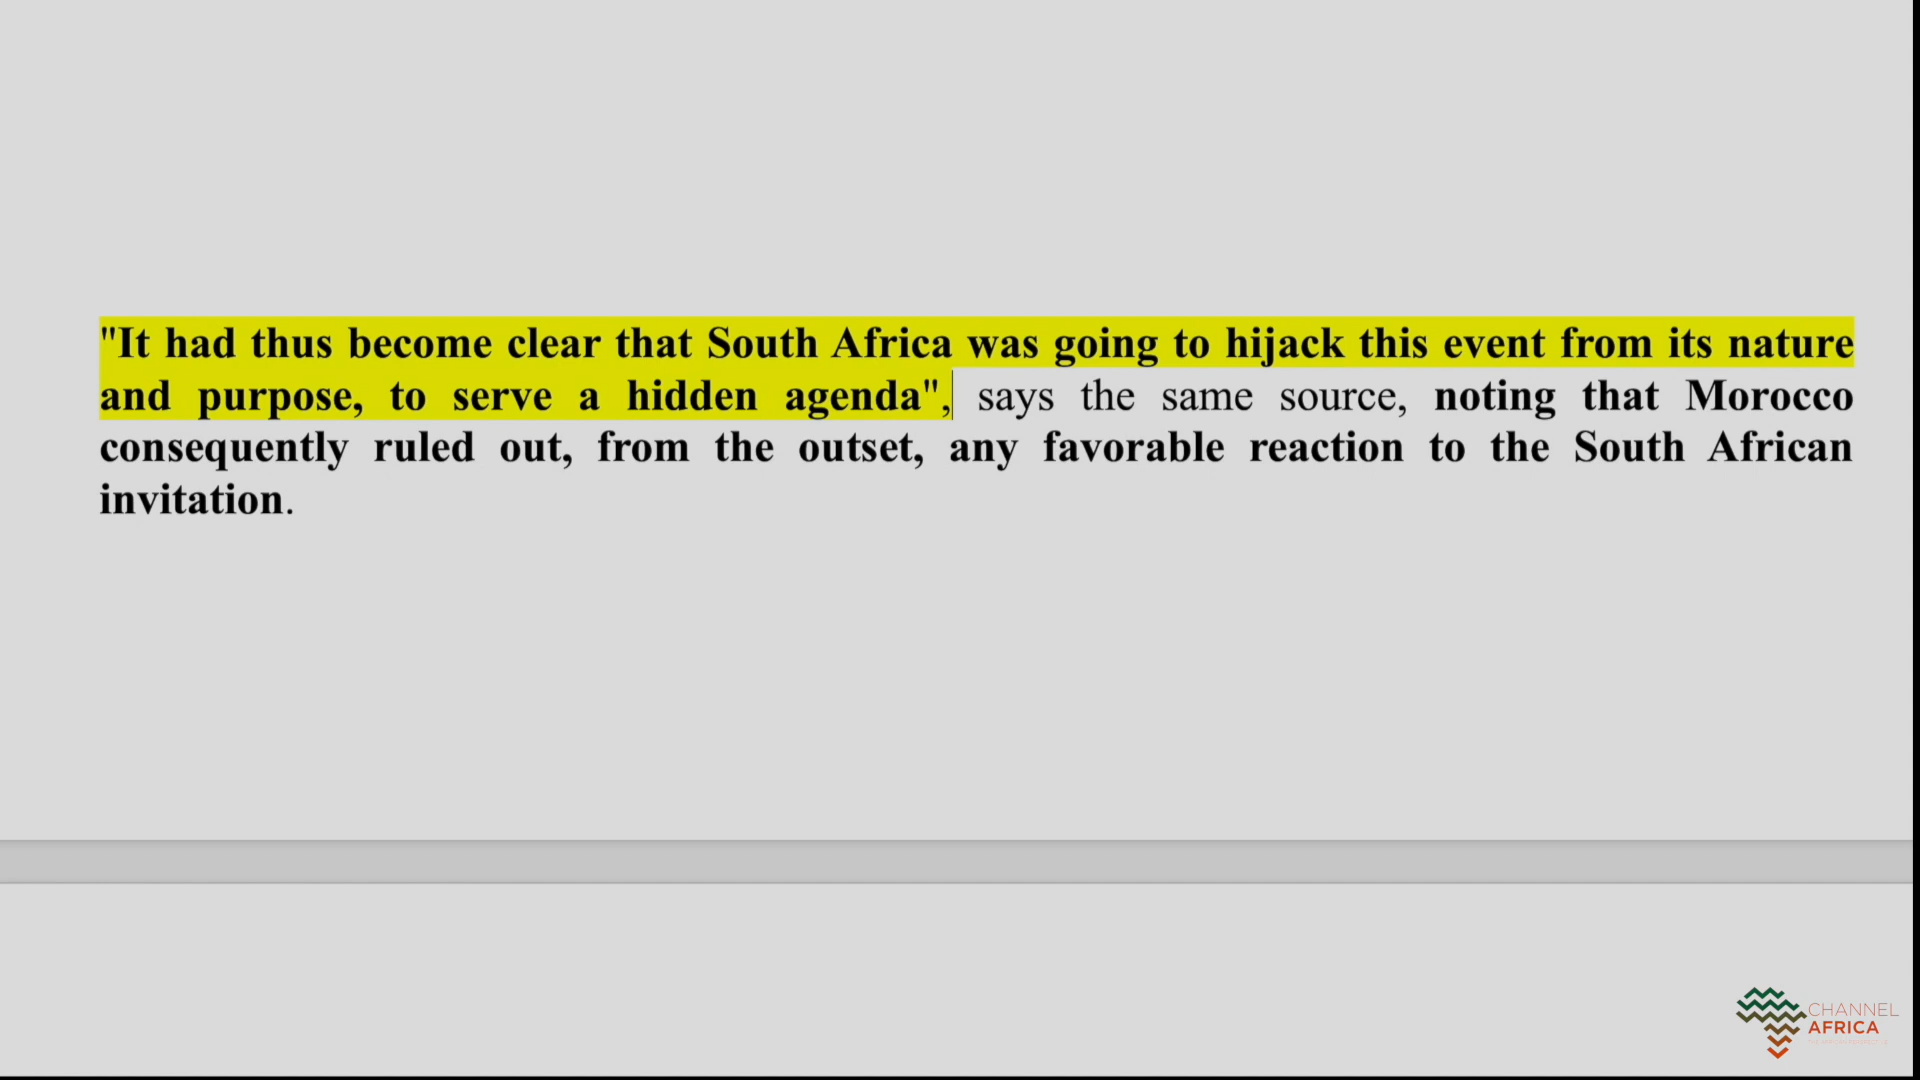 "It had thus become clear that South Africa was going to hijack this event from its nature
and purpose, to serve a hidden agenda", says the same source, noting that Morocco
consequently ruled out, from the outset, any favorable reaction to the South African
invitation.
CHANNEL
AFRICA